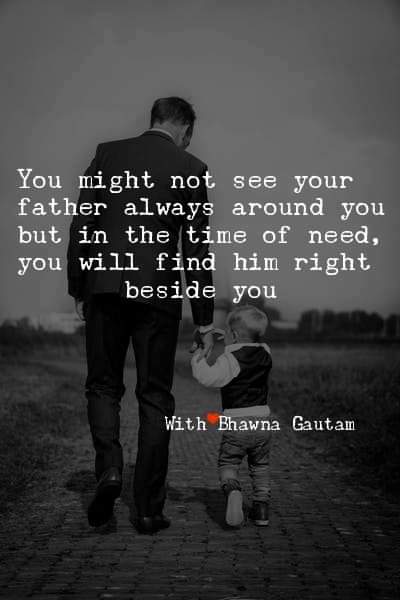 You might not see your
father always around you
but in the time of need,
you will find him right
beside you
With❤Bhawna Gautam